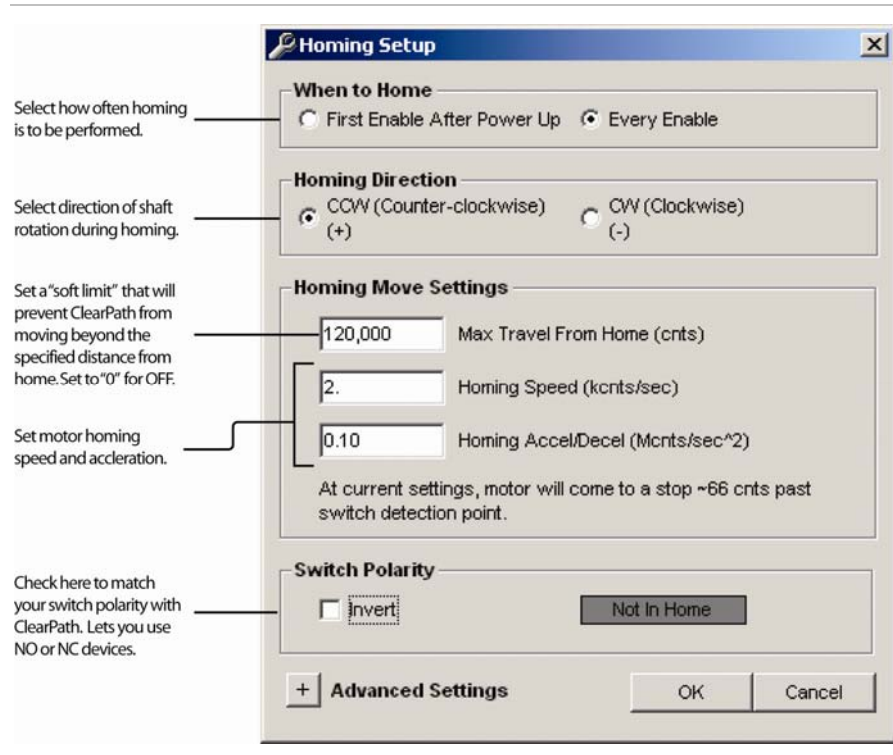 Homing Setup
When to Home
Select how often homing
is to be performed.
First Enable After Power Up
Every Enable
Homing Direction
Select direction of shaft
rotation during homing.
CCW (Counter-clockwise)
(+)
CW (Clockwise)
(-)
Set a "soft limit" that will
prevent ClearPath from
moving beyond the
specified distance from
home. Set to "0" for OFF.
Homing Move Settings
120,000 Max Travel From Home (cnts)
2. Homing Speed (kcnts/sec)
Set motor homing
speed and accleration.
0.10 Homing Accel/Decel (Mcnts/sec^2)
At current settings, motor will come to a stop ~66 cnts past
switch detection point.
Switch Polarity
Check here to match
your switch polarity with
ClearPath. Lets you use
NO or NC devices.
Invert
Not In Home
+ Advanced Settings
OK
Cancel